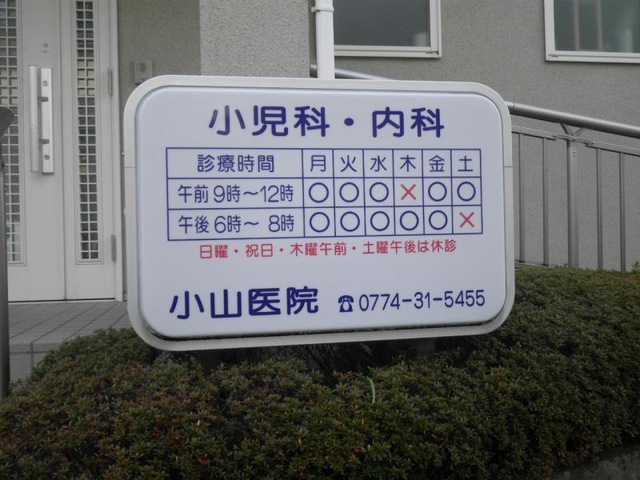 小児科・内科
診療時間 月 火 水 木 金 土
午前 9時〜12時 ○ ○ ○ × ○ ○
午後 6時〜 8時 ○ ○ ○ ○ ○ ×
日曜・祝日・木曜午前・土曜午後は休診
小山医院 ☎0774-31-5455